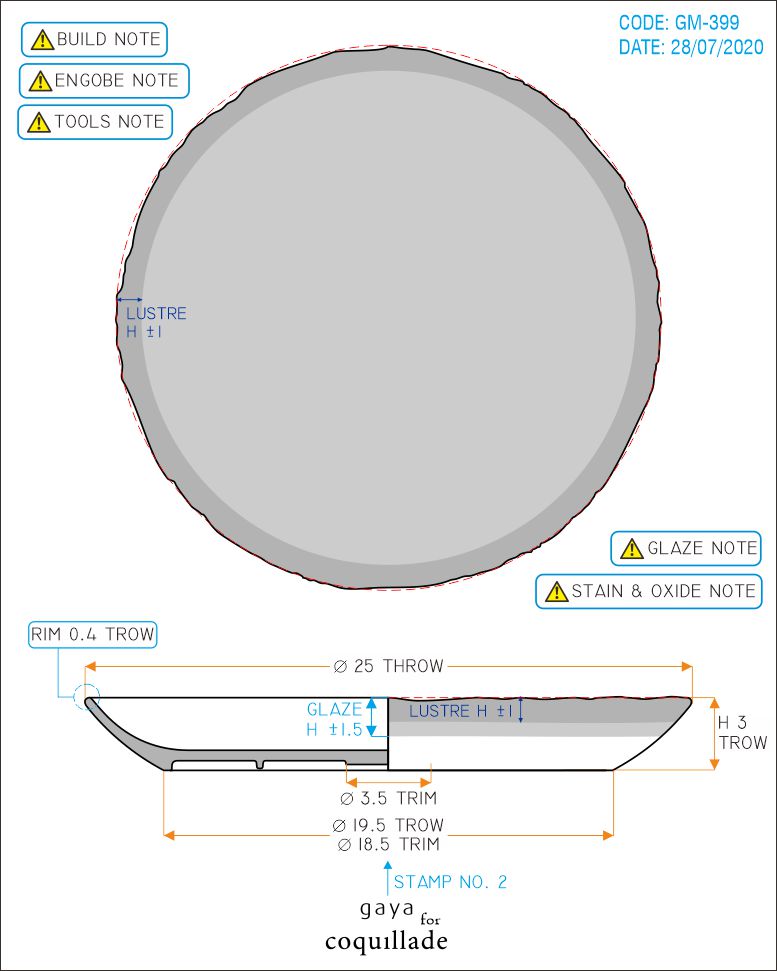 BUILD NOTE
ENGOBE NOTE
TOOLS NOTE
CODE: GM-399
DATE: 28/07/2020
LUSTRE
H ±1
GLAZE NOTE
STAIN & OXIDE NOTE
RIM 0.4 TROW
Ø 25 THROW
GLAZE
H ±1.5
LUSTRE H ±1
H 3
TROW
Ø 3.5 TRIM
Ø 19.5 TROW
Ø 18.5 TRIM
STAMP NO. 2
gaya for
coquillade